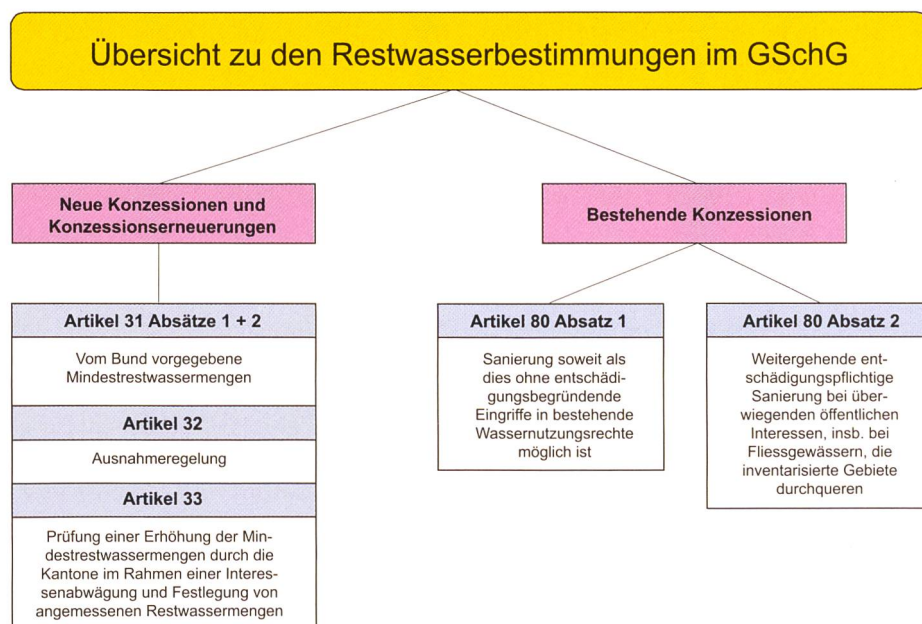 Übersicht zu den Restwasserbestimmungen im GSchG
Neue Konzessionen und
Konzessionserneuerungen
Artikel 31 Absätze 1 + 2
Vom Bund vorgegebene
Mindestrestwassermengen
Artikel 32
Ausnahmeregelung
Artikel 33
Prüfung einer Erhöhung der Min-
destrestwassermengen durch die
Kantone im Rahmen einer Interes-
senabwägung und Festlegung von
angemessenen Restwassermengen
Bestehende Konzessionen
Artikel 80 Absatz 1
Sanierung soweit als
dies ohne entschädi-
gungsbegründende
Eingriffe in bestehende
Wassernutzungsrechte
möglich ist
Artikel 80 Absatz 2
Weitergehende ent-
schädigungspflichtige
Sanierung bei über-
wiegenden öffentlichen
Interessen, insb. bei
Fliessgewässern, die
inventarisierte Gebiete
durchqueren